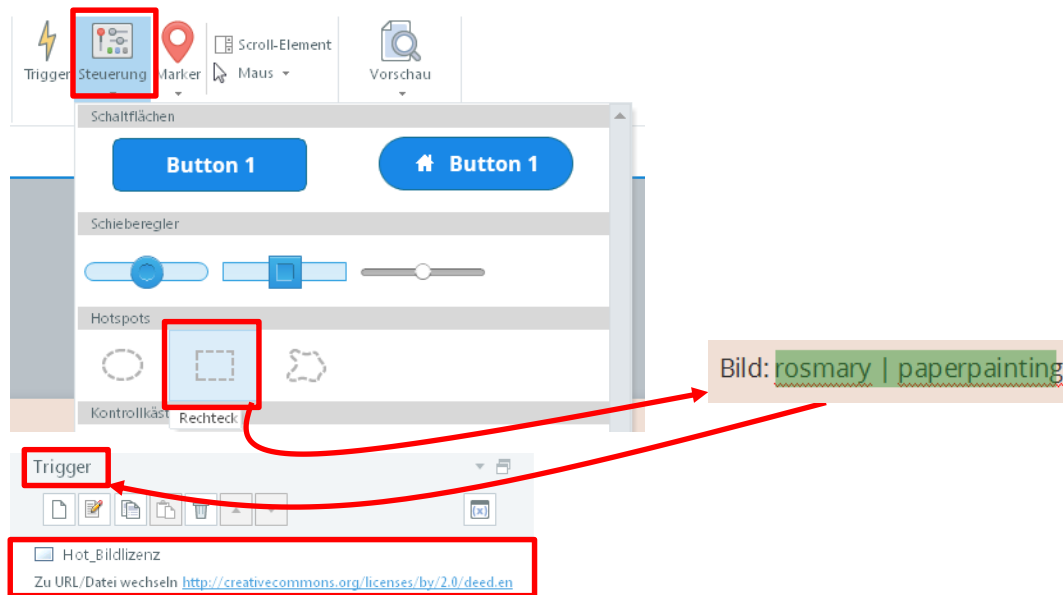 Scroll-Element
Trigger Steuerung Marker Maus Vorschau
Schaltflächen
Button 1 Button 1
Schieberegler
Hotspots
Bild: rosmary | paperpainting
Kontrollkäst
Rechteck
Trigger
(x)
Hot_Bildlizenz
Zu URL/Datei wechseln http://creativecommons.org/licenses/by/2.0/deed.en